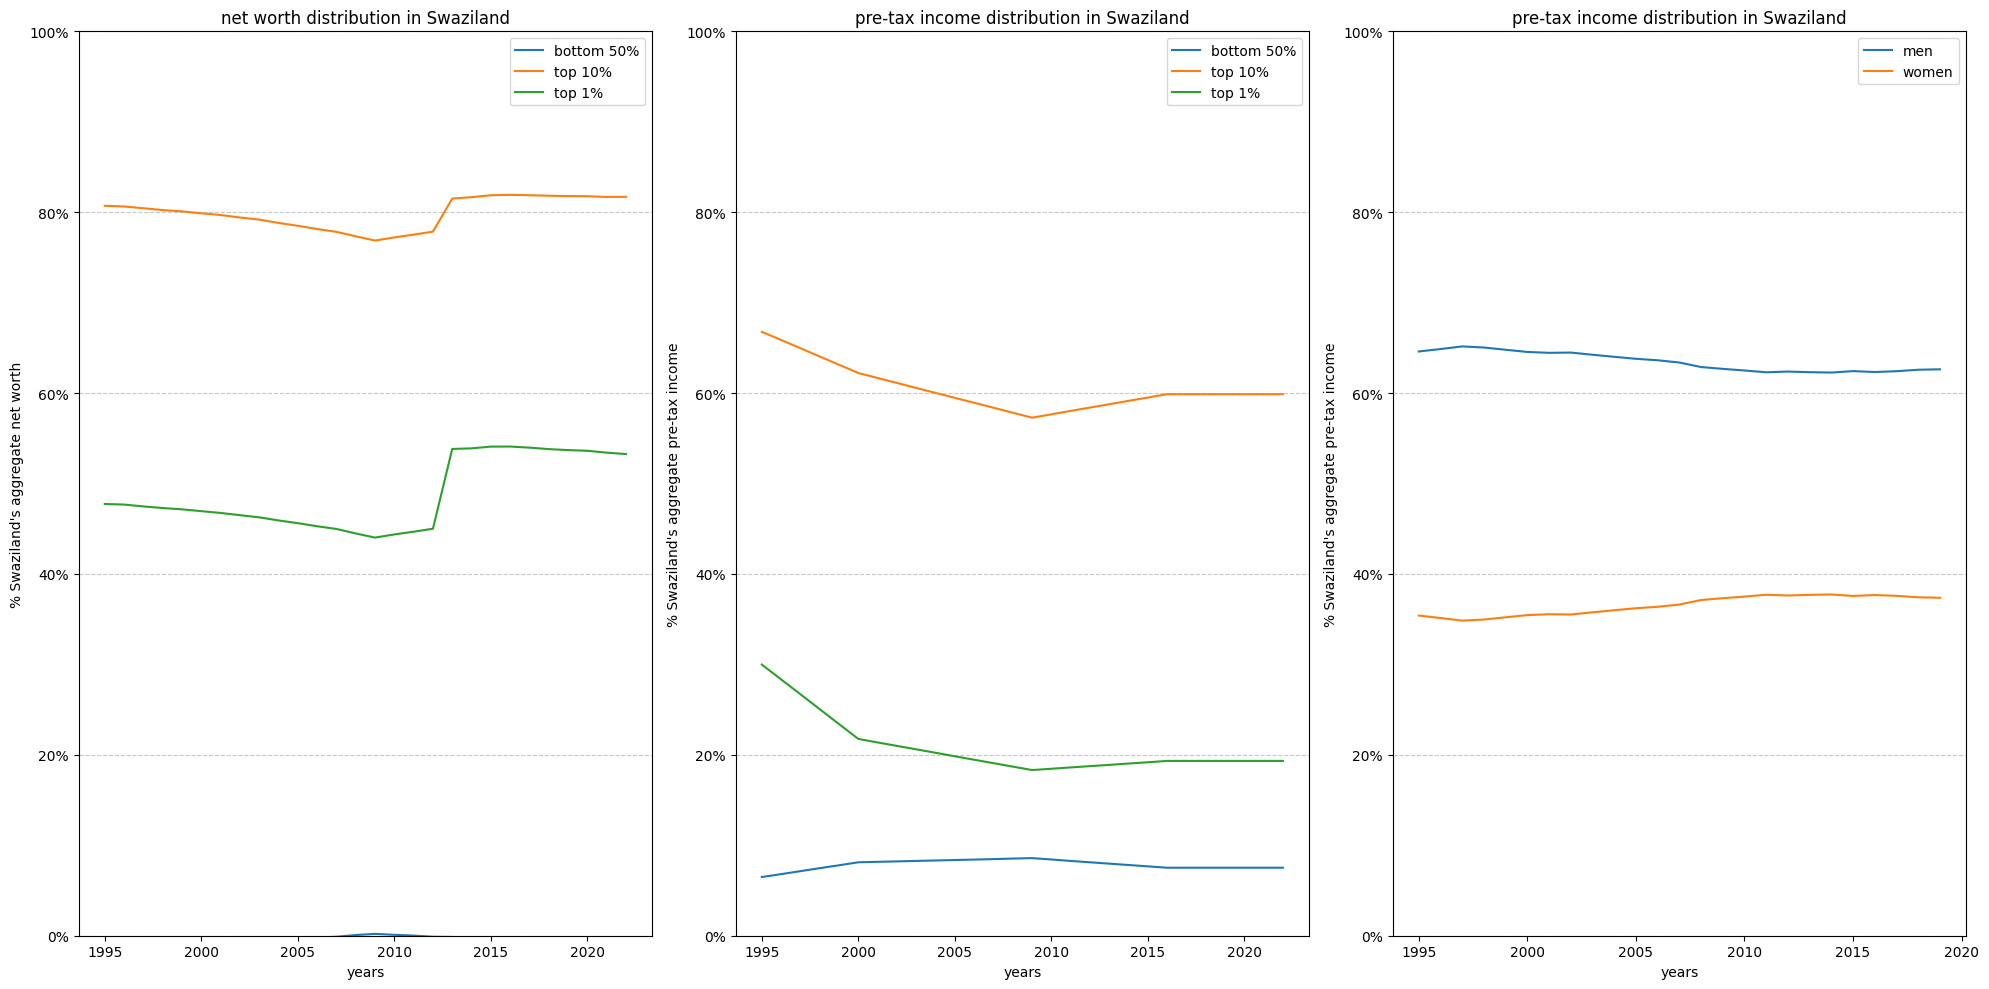 net worth distribution in Swaziland
% Swaziland's aggregate net worth
100%
80%
60%
40%
20%
0%
bottom 50%
top 10%
top 1%
1995
2000
2005
2010
2015
2020
years
pre-tax income distribution in Swaziland
% Swaziland's aggregate pre-tax income
100%
80%
60%
40%
20%
0%
bottom 50%
top 10%
top 1%
1995
2000
2005
2010
2015
2020
years
pre-tax income distribution in Swaziland
% Swaziland's aggregate pre-tax income
100%
80%
60%
40%
20%
0%
men
women
1995
2000
2005
2010
2015
2020
years